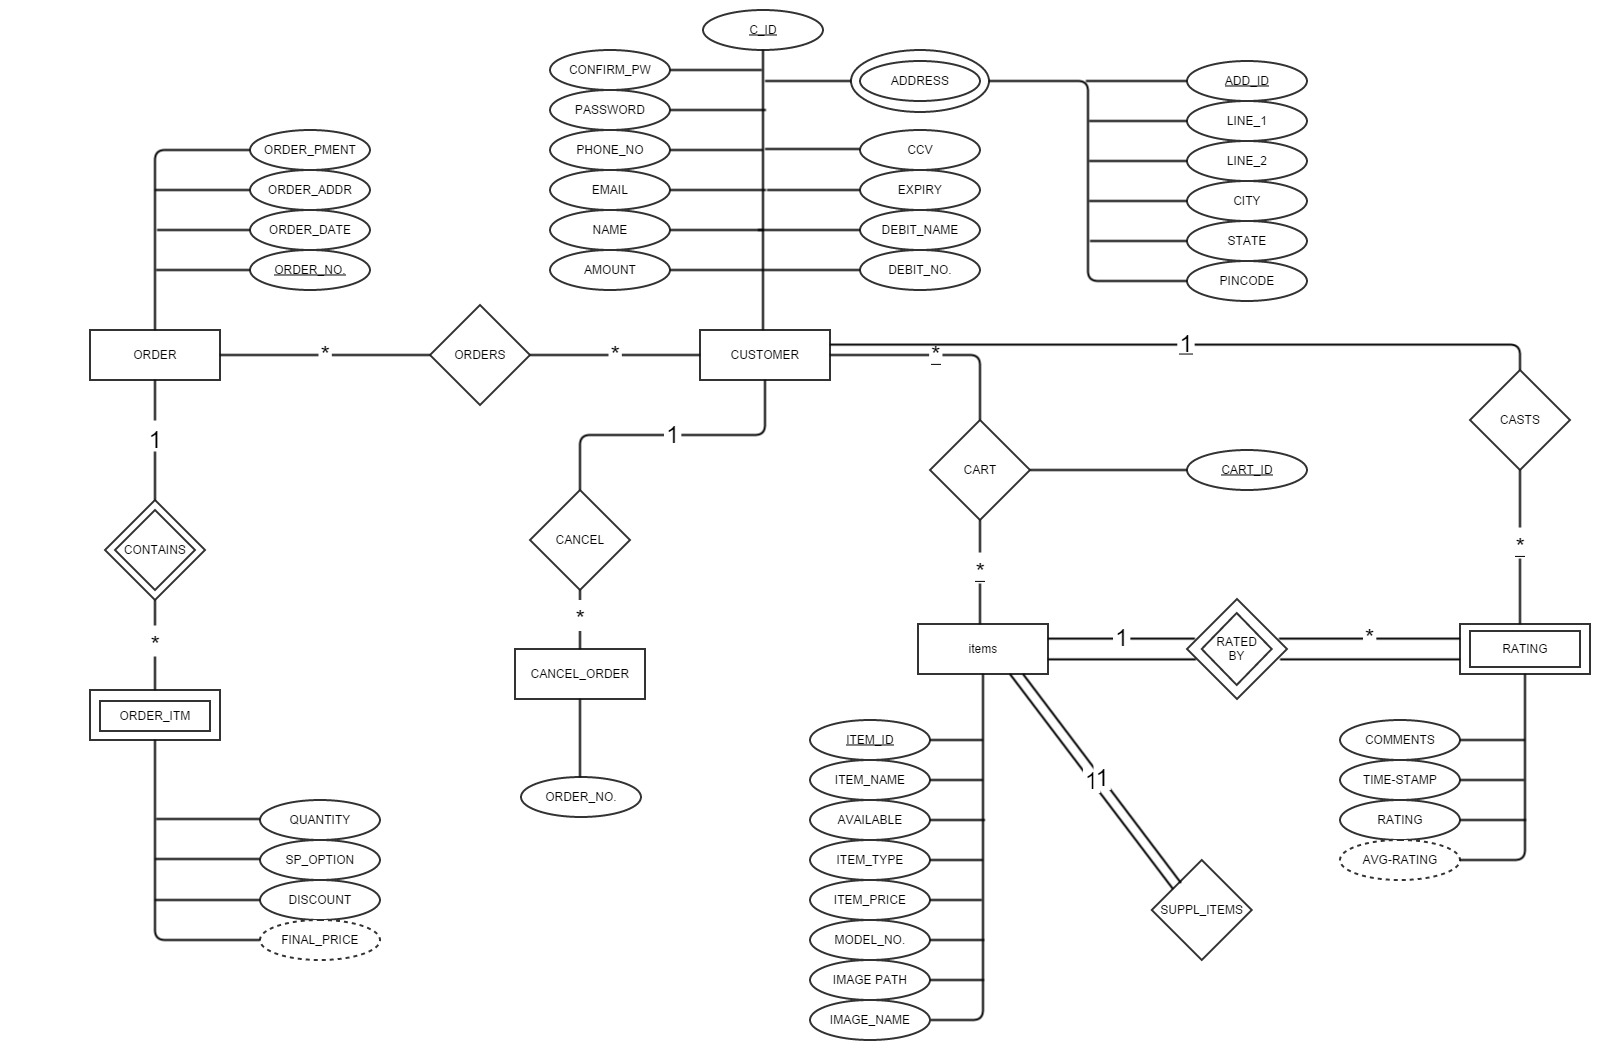 C_ID
CONFIRM_PW
ADDRESS
ADD_ID
PASSWORD
LINE_1
ORDER_PMENT
PHONE_NO
CCV
LINE_2
ORDER_ADDR
EMAIL
EXPIRY
CITY
ORDER_DATE
NAME
DEBIT_NAME
STATE
ORDER_NO.
AMOUNT
DEBIT_NO.
PINCODE
ORDER
*
ORDERS
*
CUSTOMER
*
1
1
1
CASTS
CART
CART_ID
CONTAINS
CANCEL
*
*
*
*
items
1
RATED
BY
*
RATING
CANCEL_ORDER
ORDER_ITM
ITEM_ID
COMMENTS
ITEM_NAME
11
TIME-STAMP
ORDER_NO.
QUANTITY
AVAILABLE
RATING
SP_OPTION
ITEM_TYPE
AVG-RATING
DISCOUNT
ITEM_PRICE
SUPPL_ITEMS
FINAL_PRICE
MODEL_NO.
IMAGE PATH
IMAGE_NAME